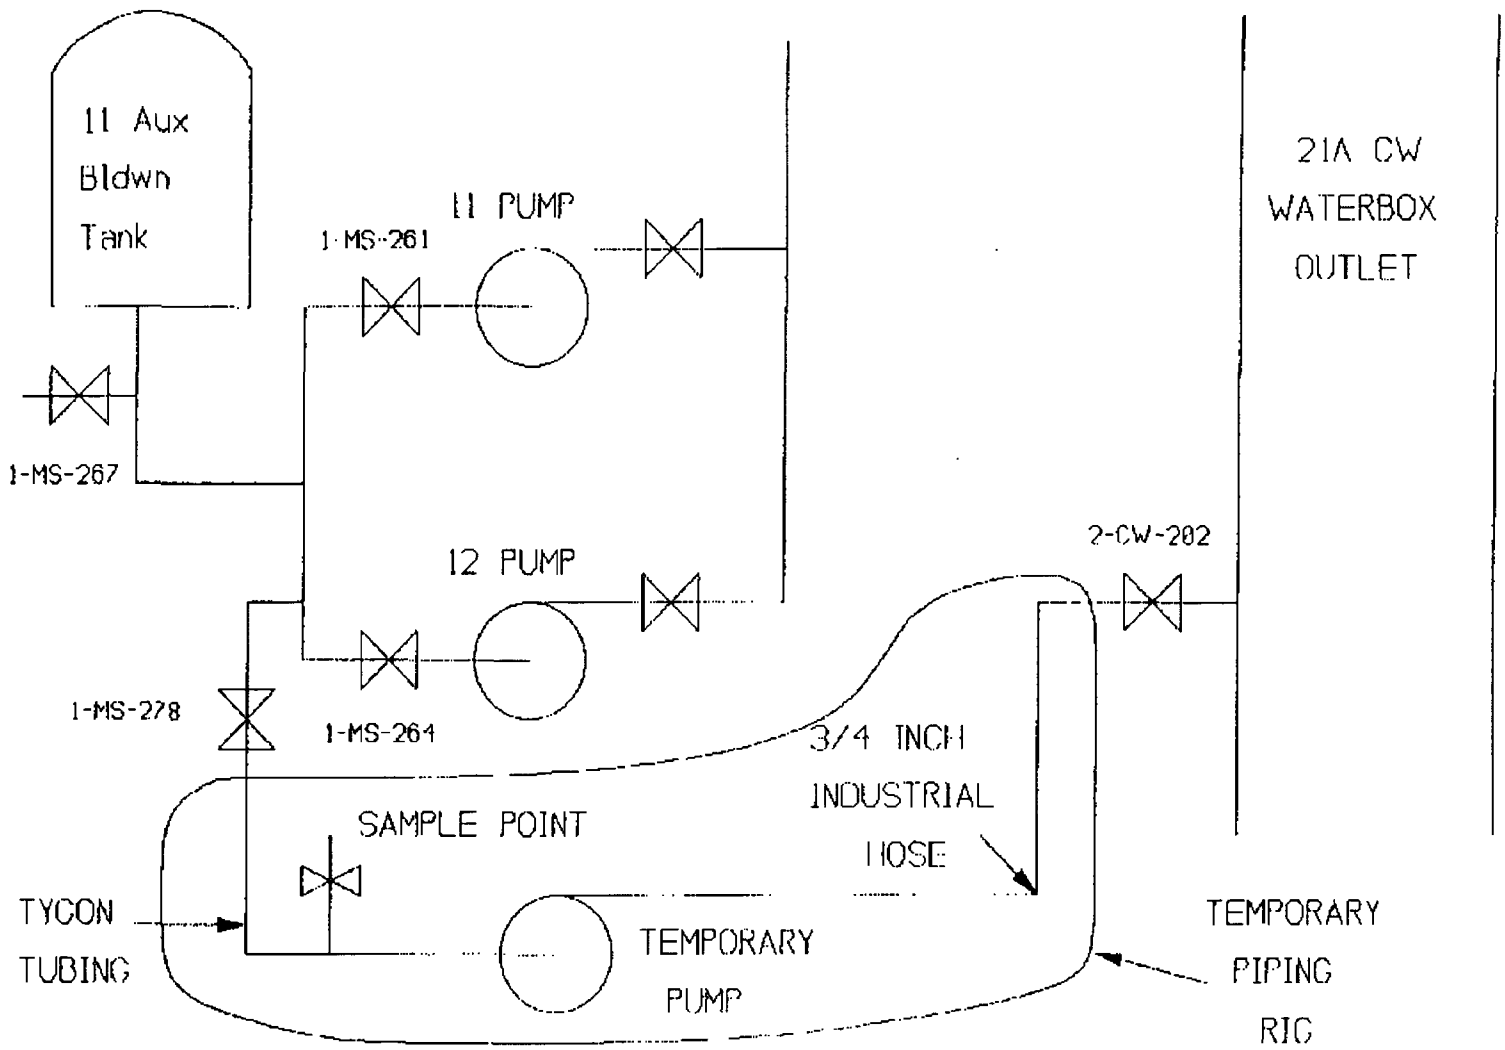 11 Aux
Bldwn
Tank
11 PUMP
1-MS-261
21A CW
WATERBOX
OUTLET
1-MS-267
2-CW-202
12 PUMP
1-MS-278
1-MS-264
3/4 INCH
INDUSTRIAL
HOSE
SAMPLE POINT
TYGON
TUBING
TEMPORARY
PUMP
TEMPORARY
PIPING
RIG